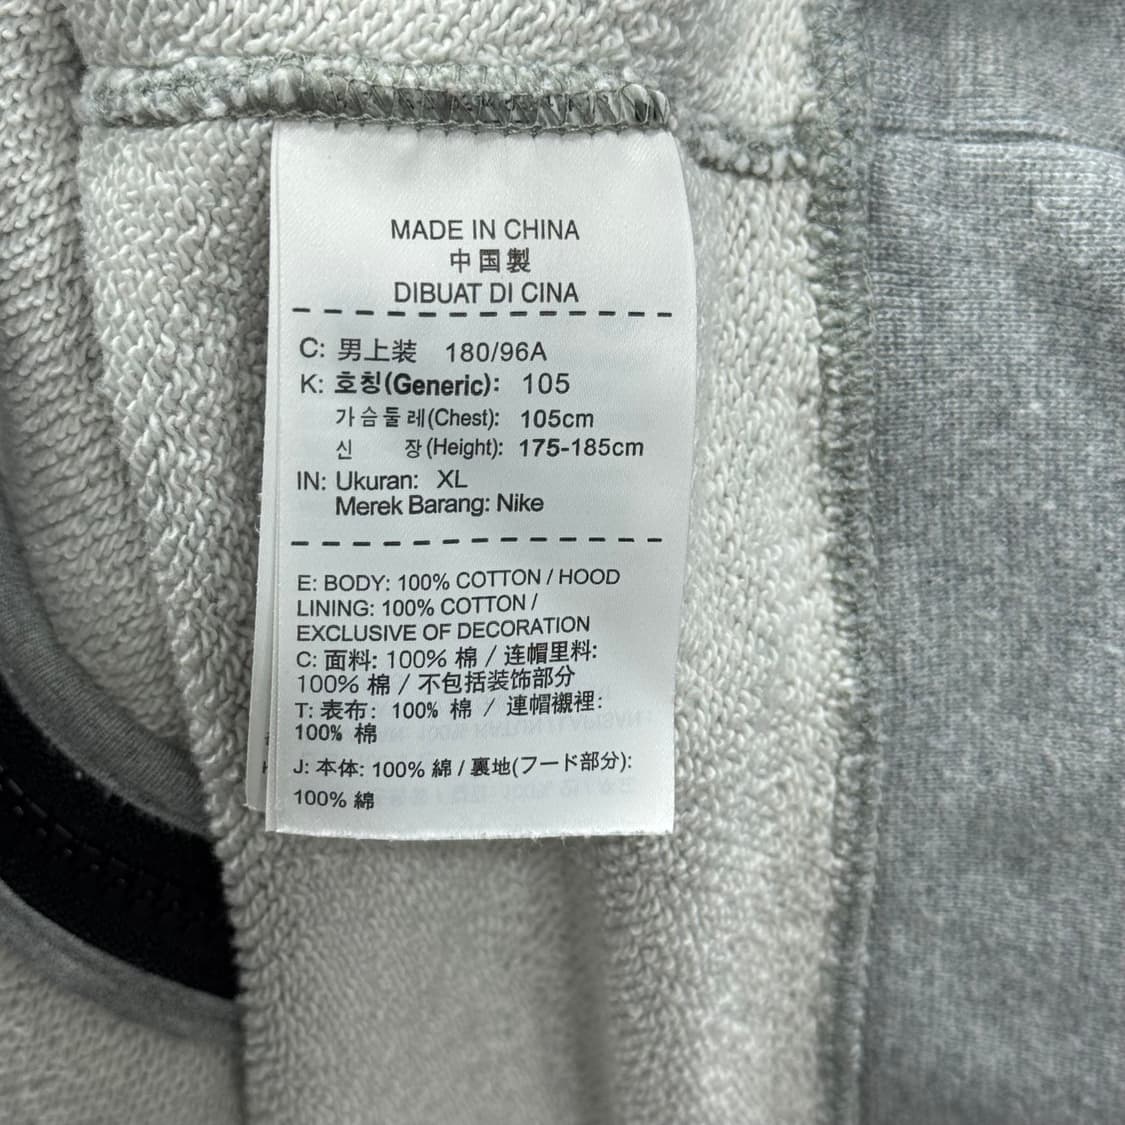 MADE IN CHINA
中国製
DIBUAT DI CINA
C: 男上装 180/96A
K: 호칭(Generic): 105
가슴둘레(Chest): 105cm
신 장(Height): 175-185cm
IN: Ukuran: XL
Merek Barang: Nike
E: BODY: 100% COTTON / HOOD
LINING: 100% COTTON /
EXCLUSIVE OF DECORATION
C: 面料: 100% 棉 / 连帽里料:
100% 棉 / 不包括装饰部分
T: 表布: 100% 棉 / 連帽襯裡:
100% 棉
J: 本体: 100% 綿 / 裏地(フード部分):
100% 綿